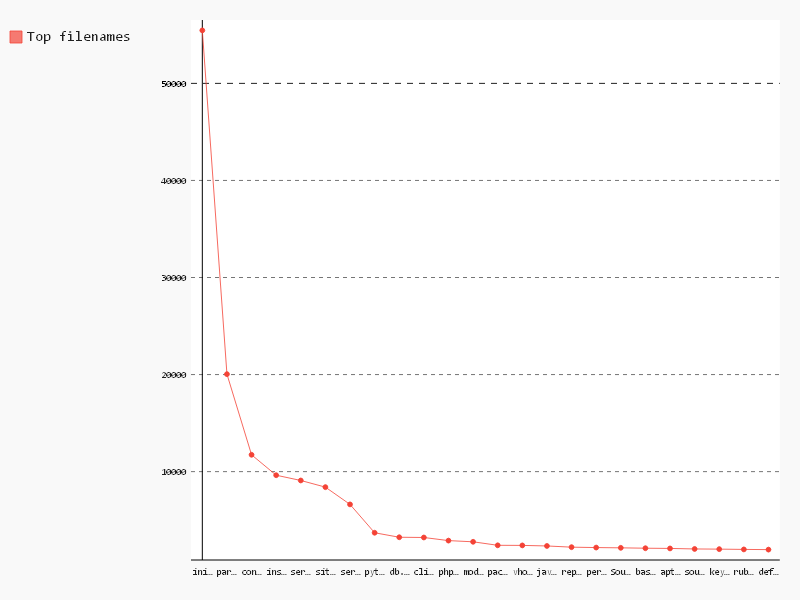 Top filenames
50000
40000
30000
20000
10000
ini… par… con… ins… ser… sit… ser… pyt… db.… cli… php… mod… pac… vho… jav… rep… per… Sou… bas… apt… sou… key… rub… def…